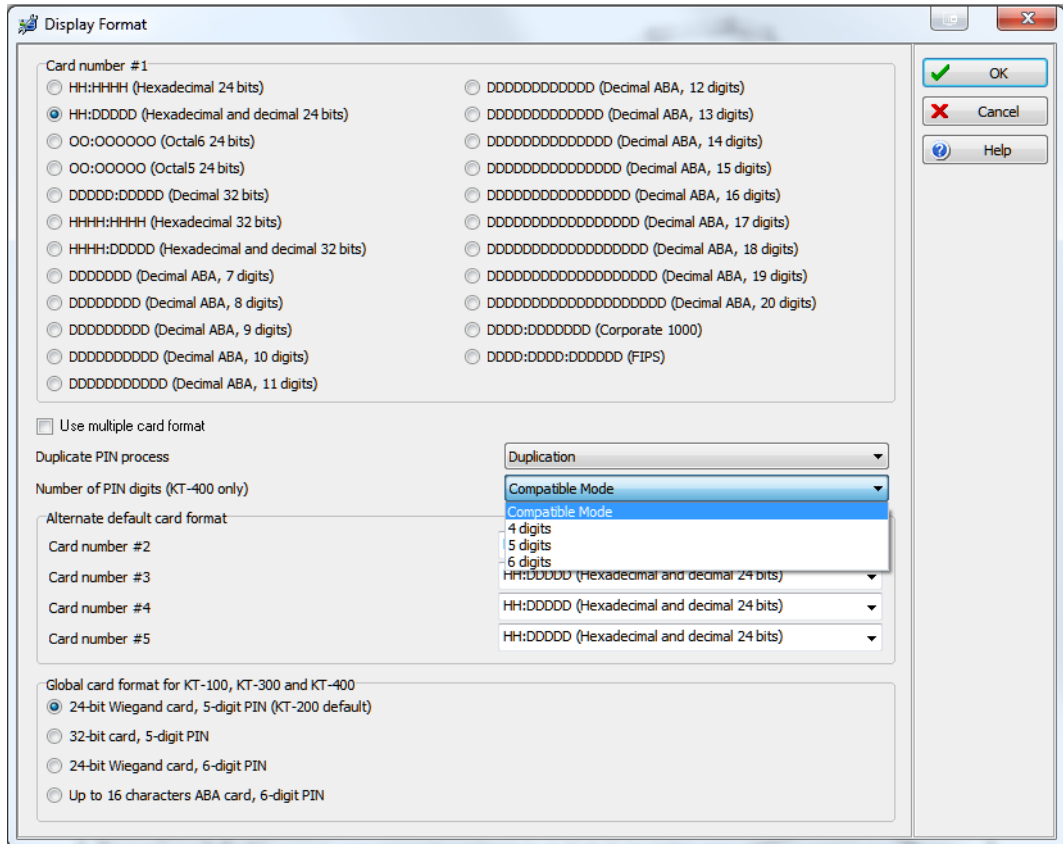 Display Format
Card number #1
HH:HHHH (Hexadecimal 24 bits)
HH:DDDDD (Hexadecimal and decimal 24 bits)
OO:OOOOOO (Octal6 24 bits)
OO:OOOOO (Octal5 24 bits)
DDDDD:DDDDD (Decimal 32 bits)
HHHH:HHHH (Hexadecimal 32 bits)
HHHH:DDDDD (Hexadecimal and decimal 32 bits)
DDDDDDD (Decimal ABA, 7 digits)
DDDDDDDD (Decimal ABA, 8 digits)
DDDDDDDDD (Decimal ABA, 9 digits)
DDDDDDDDDD (Decimal ABA, 10 digits)
DDDDDDDDDDD (Decimal ABA, 11 digits)
DDDDDDDDDDDD (Decimal ABA, 12 digits)
DDDDDDDDDDDDD (Decimal ABA, 13 digits)
DDDDDDDDDDDDDD (Decimal ABA, 14 digits)
DDDDDDDDDDDDDDD (Decimal ABA, 15 digits)
DDDDDDDDDDDDDDDD (Decimal ABA, 16 digits)
DDDDDDDDDDDDDDDDD (Decimal ABA, 17 digits)
DDDDDDDDDDDDDDDDDD (Decimal ABA, 18 digits)
DDDDDDDDDDDDDDDDDDD (Decimal ABA, 19 digits)
DDDDDDDDDDDDDDDDDDDD (Decimal ABA, 20 digits)
DDDD:DDDDDDD (Corporate 1000)
DDDD:DDDD:DDDDDD (FIPS)
OK
Cancel
Help
Use multiple card format
Duplicate PIN process
Duplication
Number of PIN digits (KT-400 only)
Compatible Mode
Compatible Mode
4 digits
5 digits
6 digits
Alternate default card format
Card number #2
Card number #3
HH:DDDDD (Hexadecimal and decimal 24 bits)
Card number #4
HH:DDDDD (Hexadecimal and decimal 24 bits)
Card number #5
HH:DDDDD (Hexadecimal and decimal 24 bits)
Global card format for KT-100, KT-300 and KT-400
24-bit Wiegand card, 5-digit PIN (KT-200 default)
32-bit card, 5-digit PIN
24-bit Wiegand card, 6-digit PIN
Up to 16 characters ABA card, 6-digit PIN